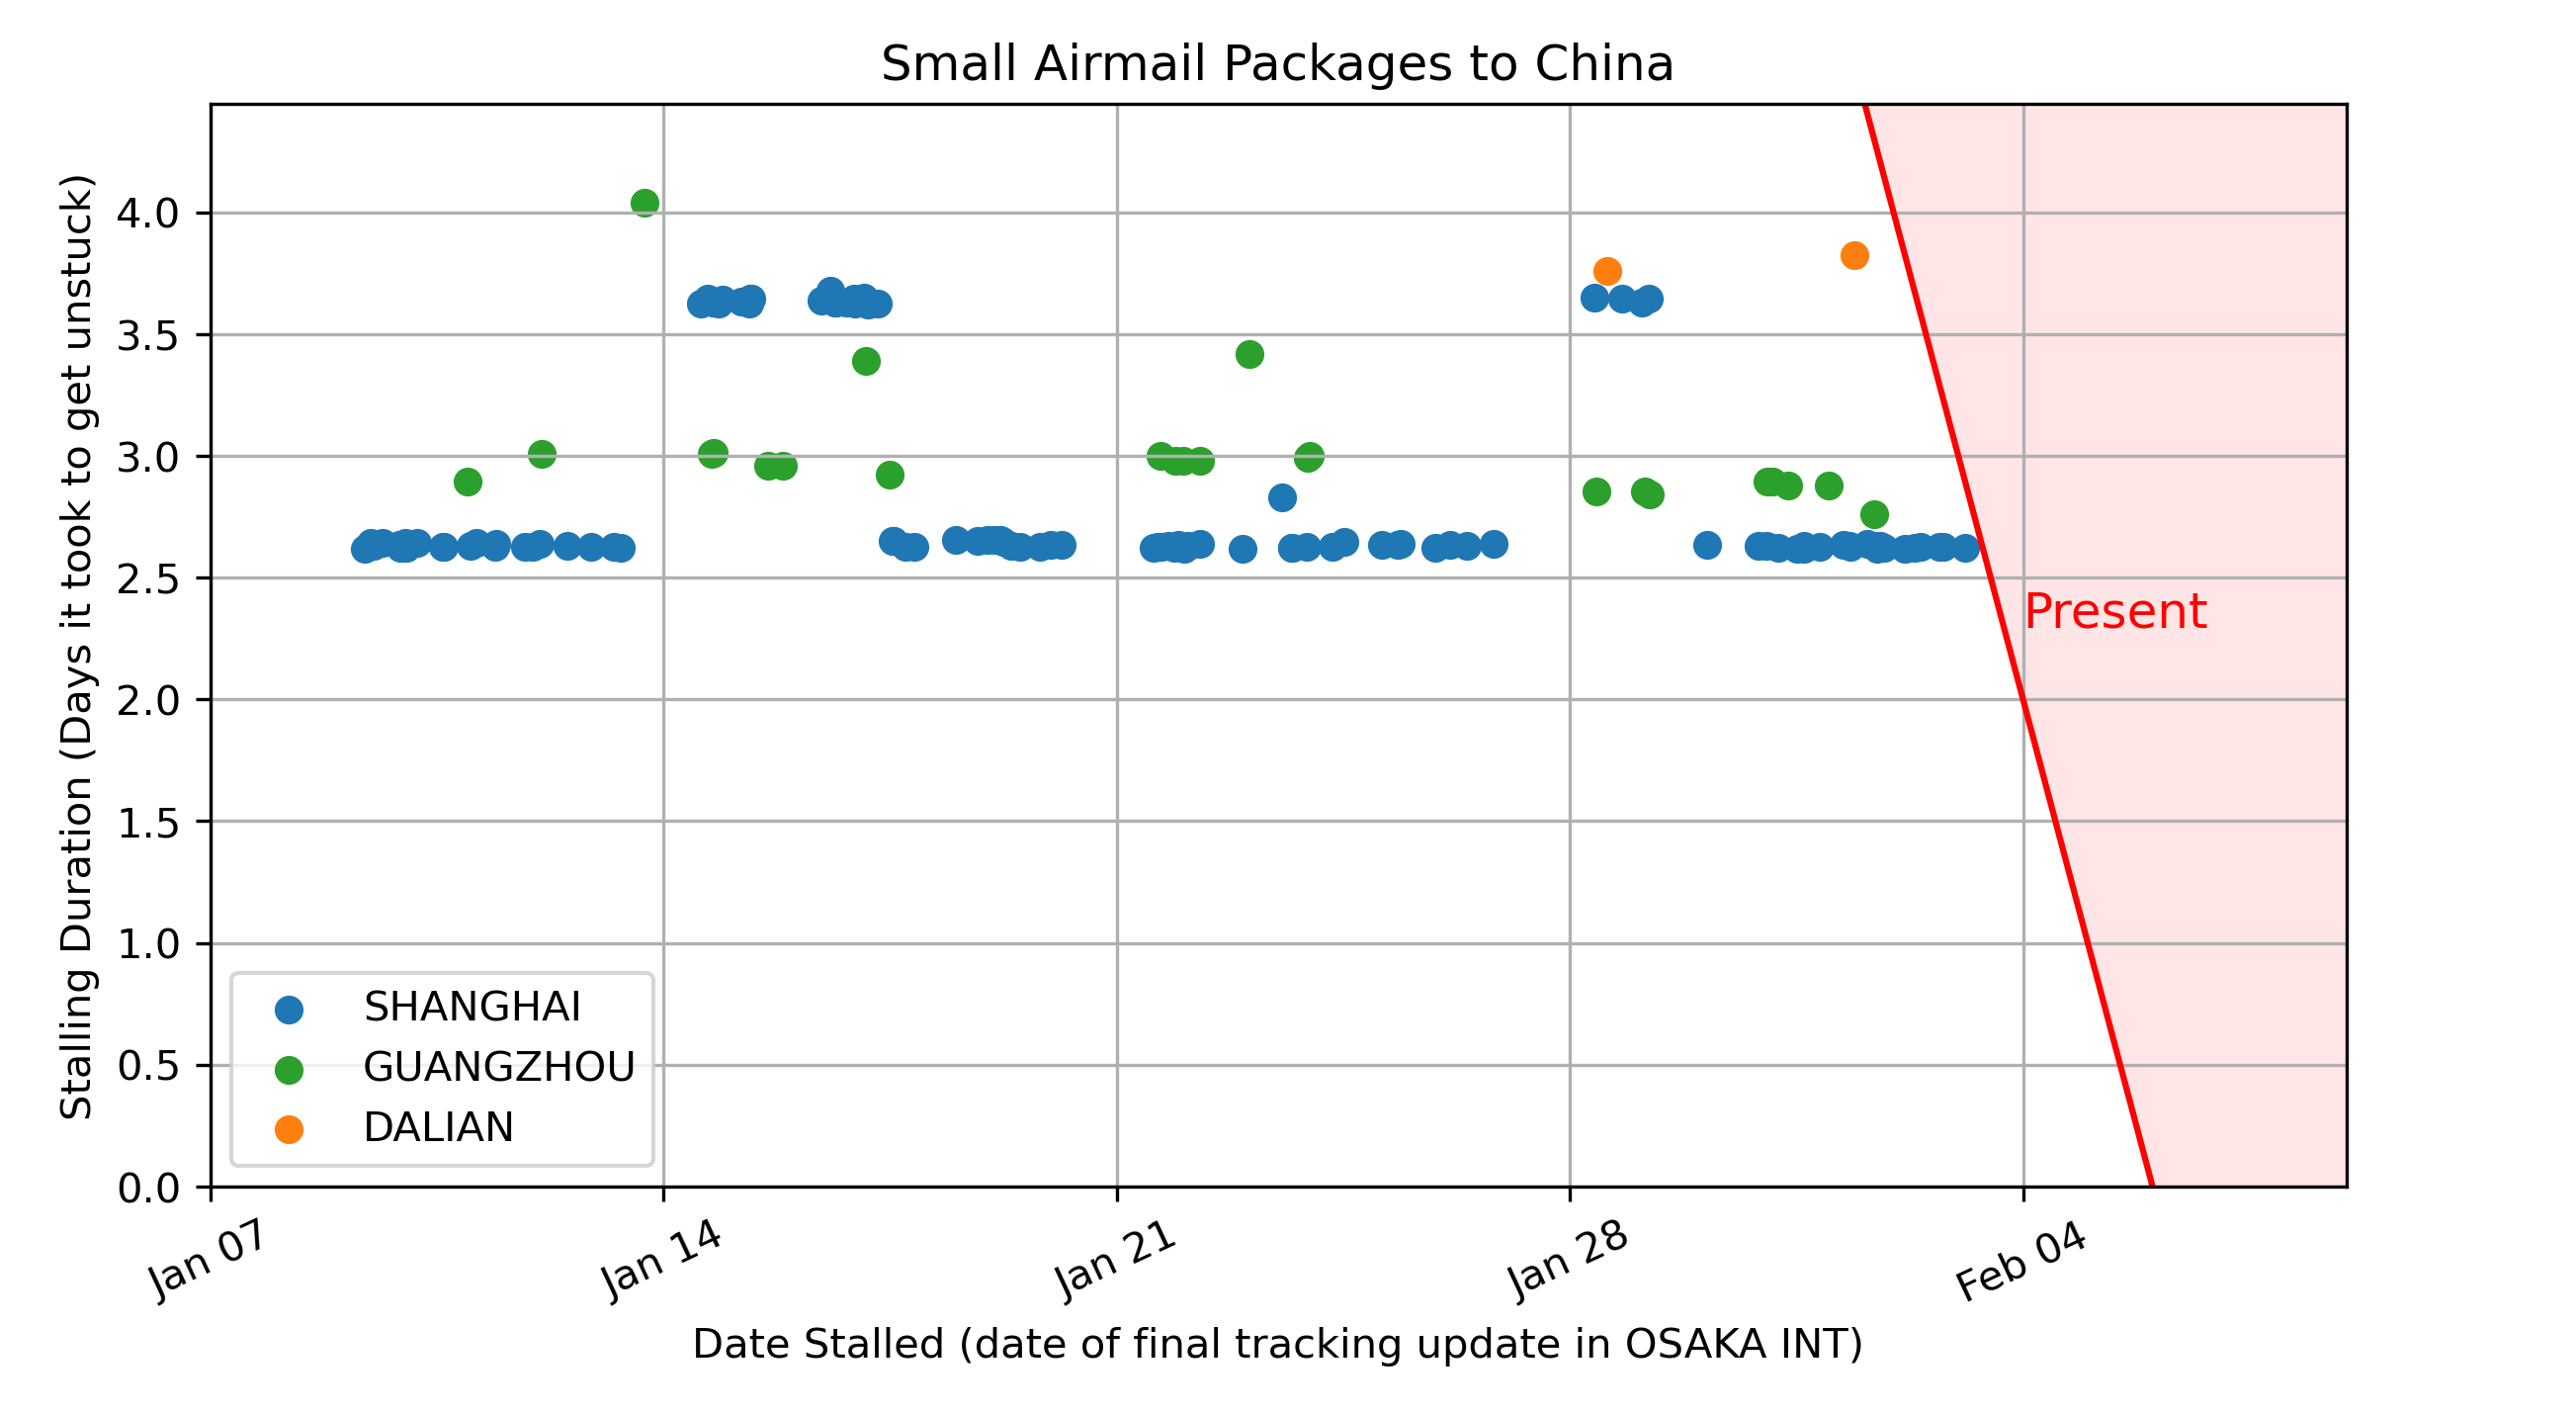 Small Airmail Packages to China
Stalling Duration (Days it took to get unstuck)
4.0
3.5
3.0
2.5
2.0
1.5
1.0
0.5
0.0
Present
SHANGHAI
GUANGZHOU
DALIAN
Jan 07
Jan 14
Jan 21
Jan 28
Feb 04
Date Stalled (date of final tracking update in OSAKA INT)